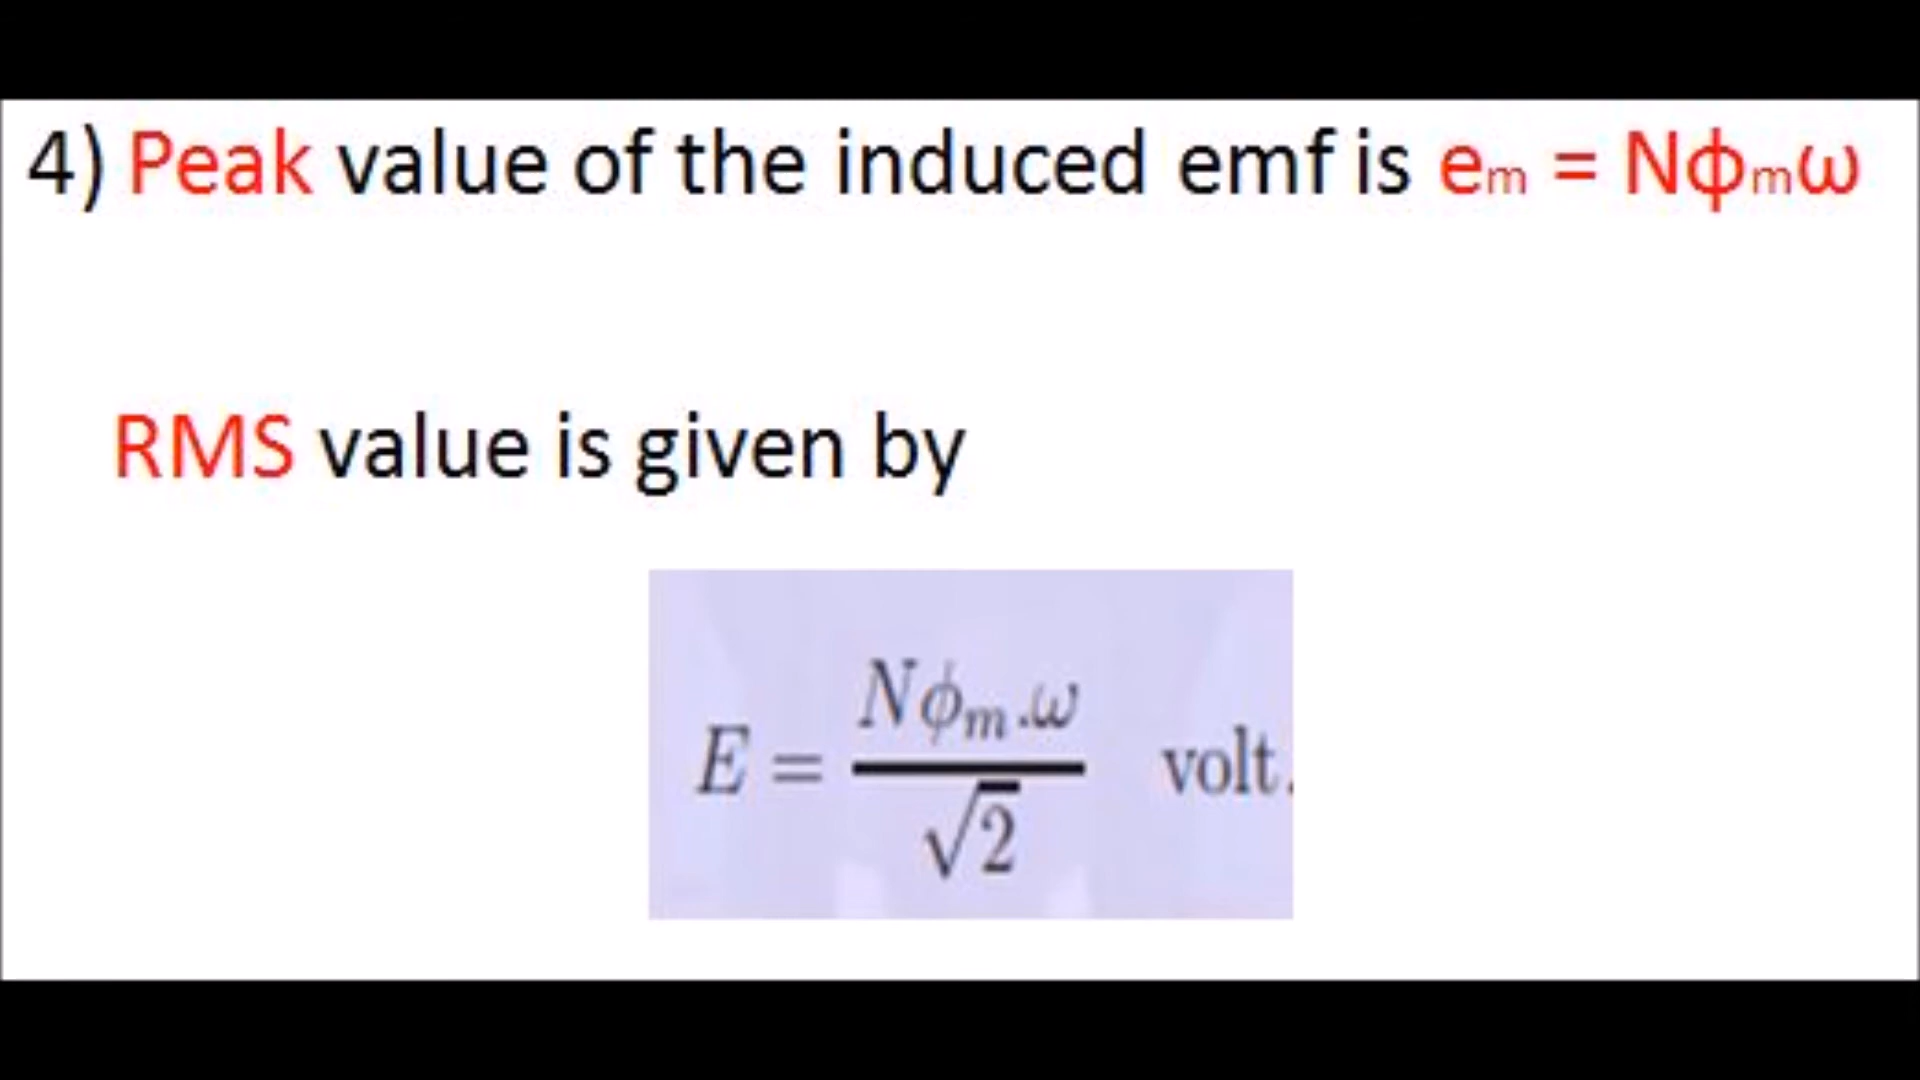 4) Peak value of the induced emf is em = Nϕmω
RMS value is given by
E = Nϕm.ω / √2 volt.